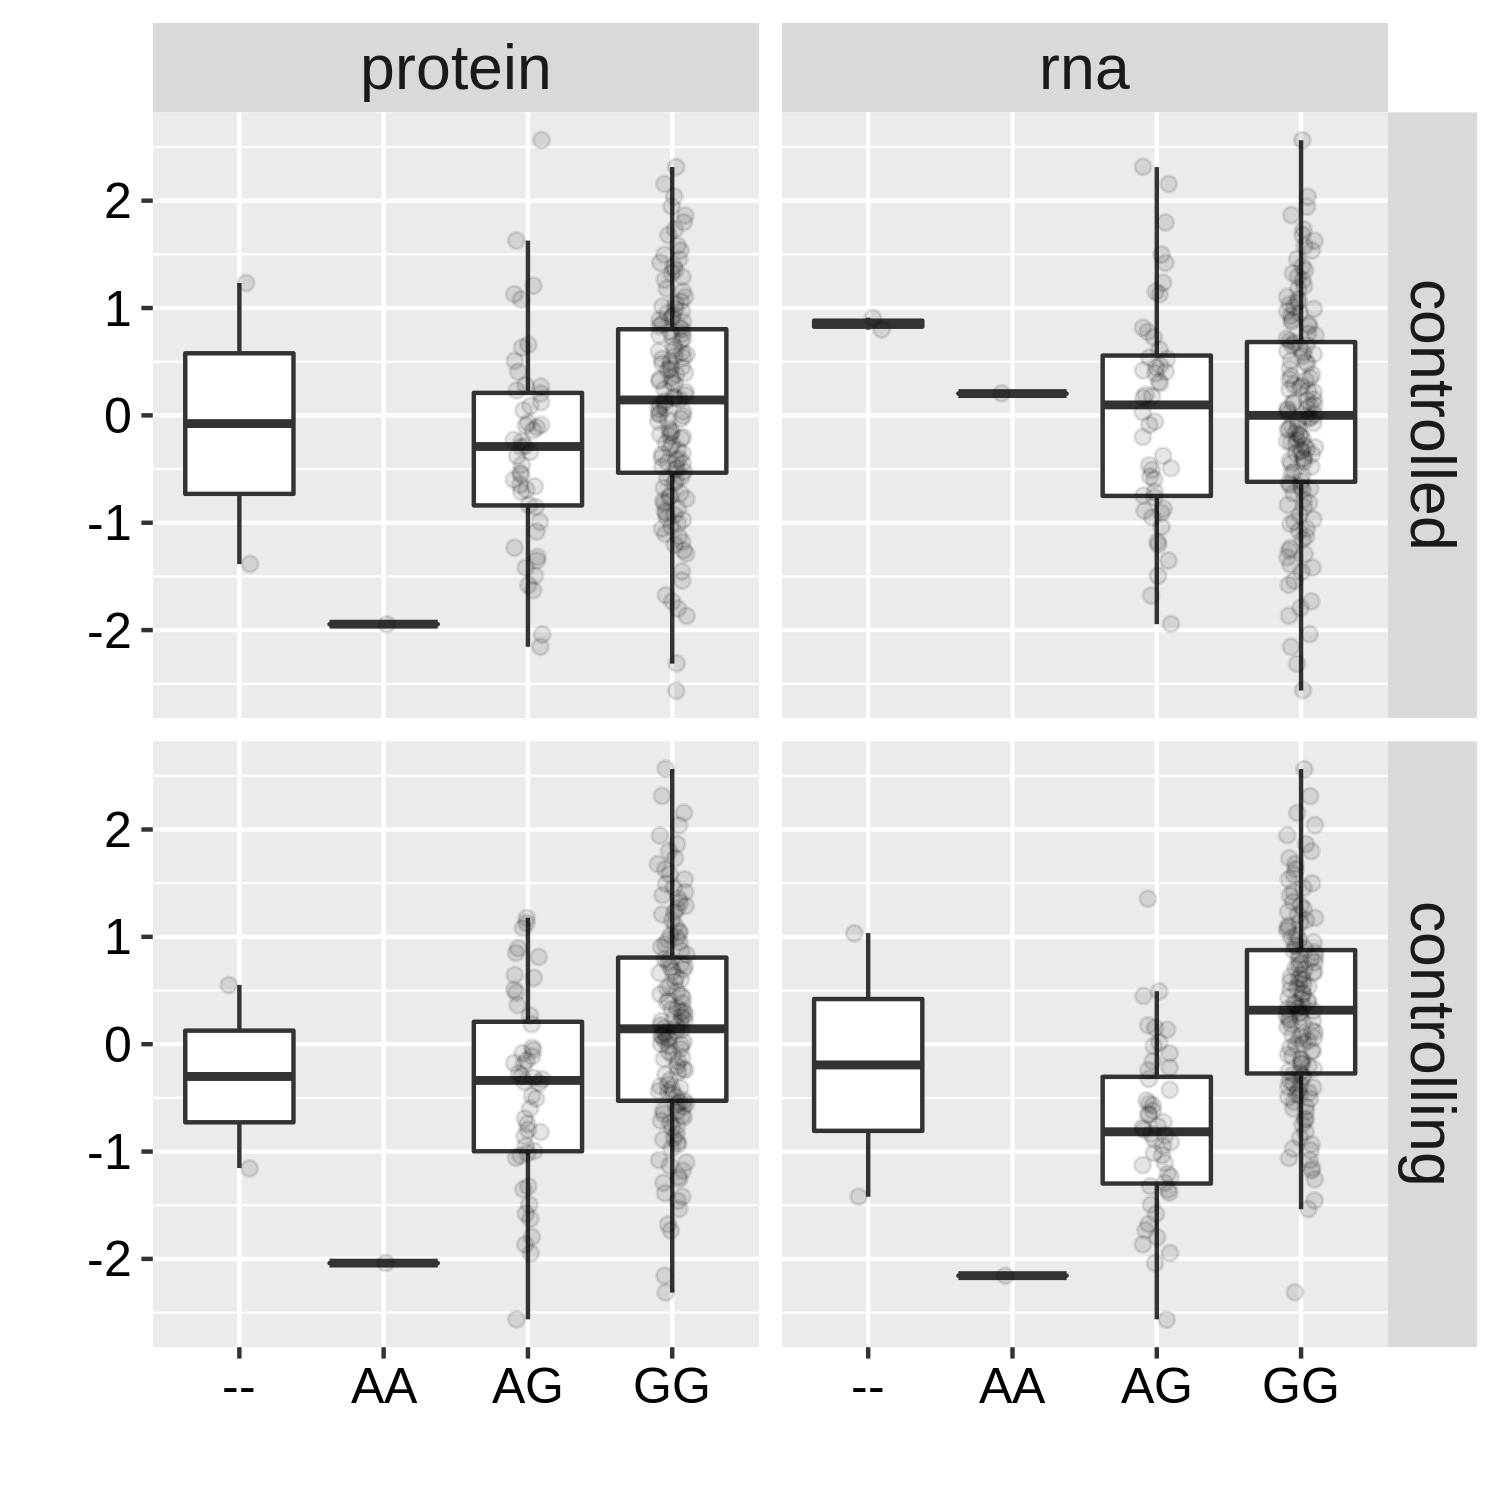 protein rna
2
1
0
-1
-2
controlled
2
1
0
-1
-2
controlling
-- AA AG GG -- AA AG GG